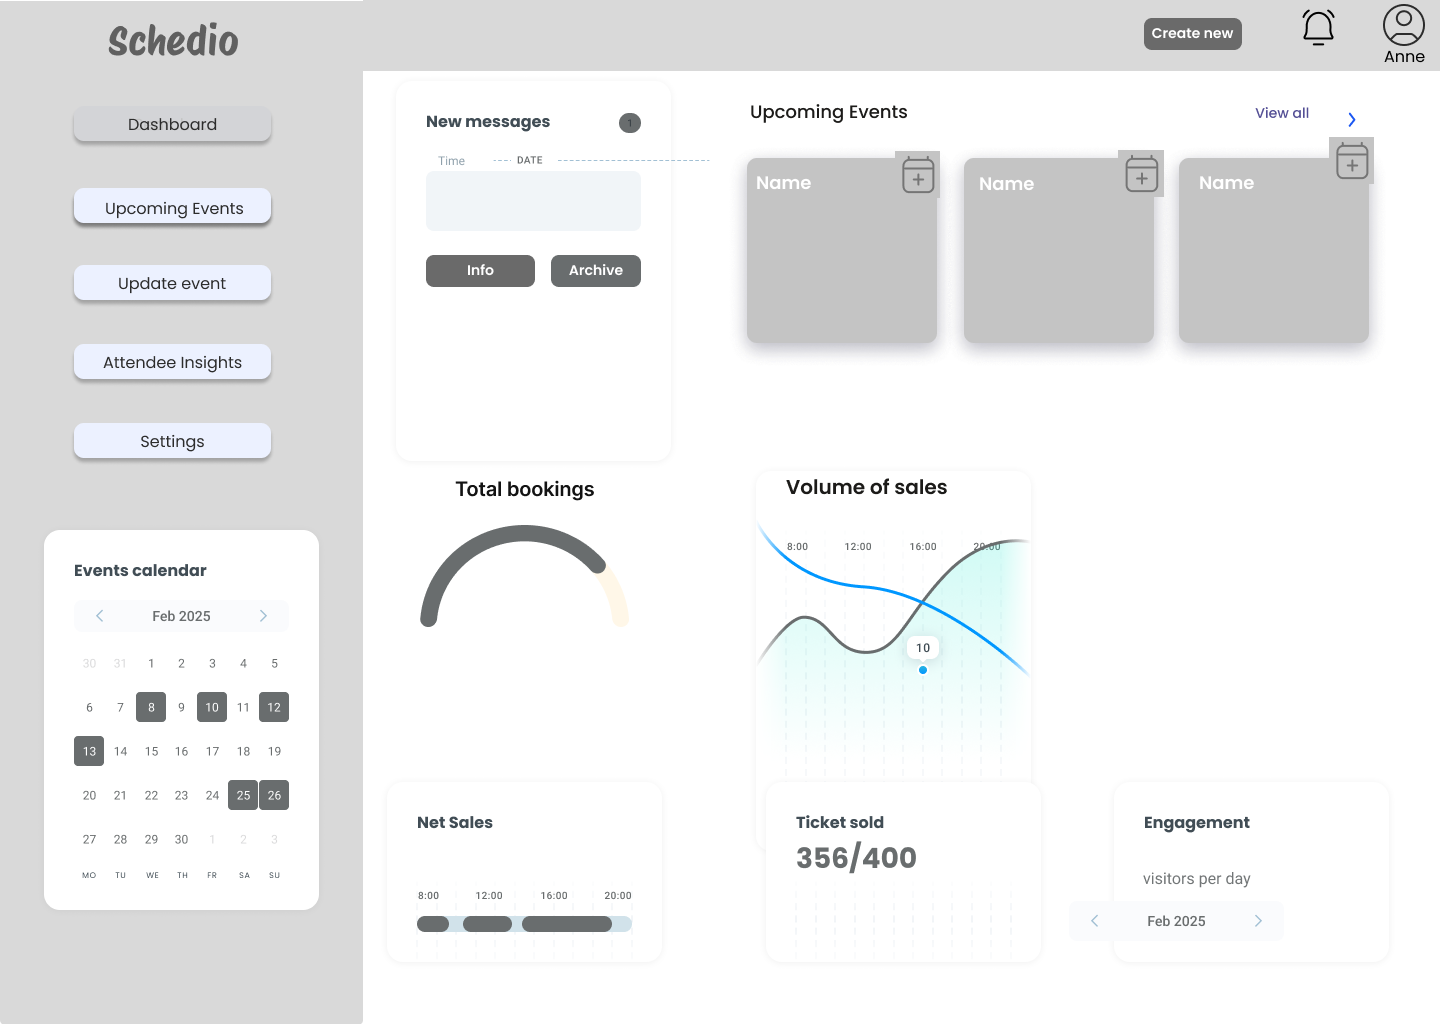 Schedio
Create new
Anne
Dashboard
Upcoming Events
Update event
Attendee Insights
Settings
New messages
1
Time
DATE
Info
Archive
Upcoming Events
View all
Name
Name
Name
Total bookings
Volume of sales
8:00 12:00 16:00 20:00
10
Events calendar
Feb 2025
30 31 1 2 3 4 5
6 7 8 9 10 11 12
13 14 15 16 17 18 19
20 21 22 23 24 25 26
27 28 29 30 1 2 3
MO TU WE TH FR SA SU
Net Sales
8:00 12:00 16:00 20:00
Ticket sold
356/400
Engagement
visitors per day
Feb 2025